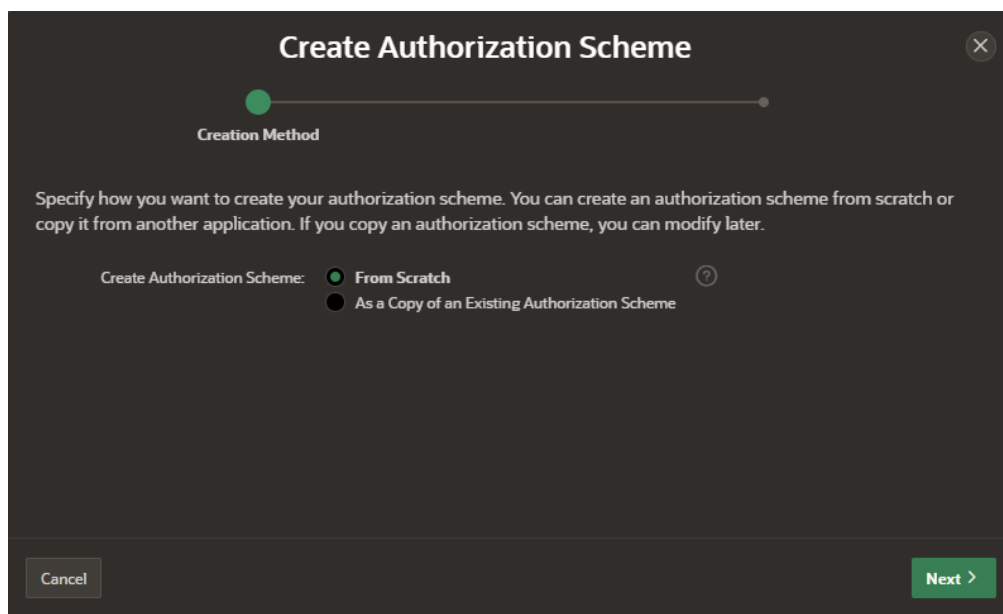 Create Authorization Scheme
Creation Method
Specify how you want to create your authorization scheme. You can create an authorization scheme from scratch or
copy it from another application. If you copy an authorization scheme, you can modify later.
Create Authorization Scheme: From Scratch ?
As a Copy of an Existing Authorization Scheme
Cancel Next